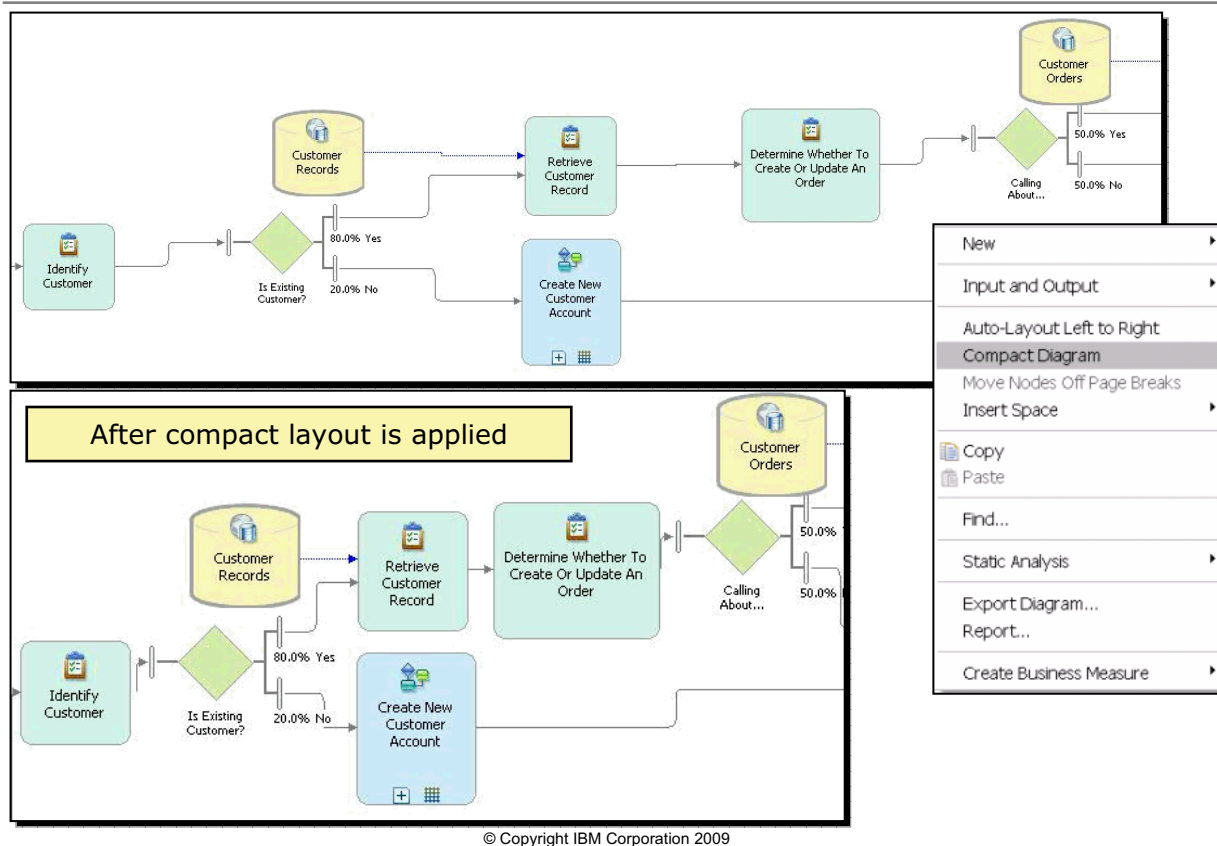 Customer
Orders
Customer
Records
Retrieve
Customer
Record
Determine Whether To
Create Or Update An
Order
50.0% Yes
50.0% No
Calling
About...
Identify
Customer
80.0% Yes
Is Existing
Customer?
20.0% No
Create New
Customer
Account
New
Input and Output
Auto-Layout Left to Right
Compact Diagram
Move Nodes Off Page Breaks
Insert Space
Copy
Paste
Find...
Static Analysis
Export Diagram...
Report...
Create Business Measure
After compact layout is applied
Customer
Orders
Customer
Records
Retrieve
Customer
Record
Determine Whether To
Create Or Update An
Order
50.0%
50.0%
Calling
About...
Identify
Customer
80.0% Yes
Is Existing
Customer?
20.0% No
Create New
Customer
Account
© Copyright IBM Corporation 2009